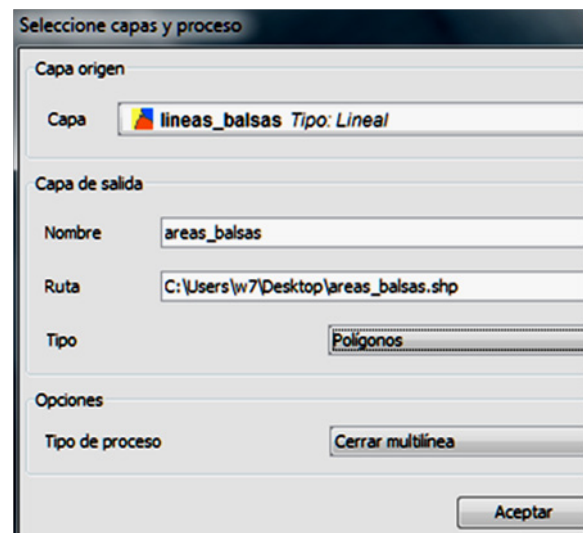 Seleccione capas y proceso
Capa origen
Capa lineas_balsas Tipo: Lineal
Capa de salida
Nombre areas_balsas
Ruta C:\Users\w7\Desktop\areas_balsas.shp
Tipo Polígonos
Opciones
Tipo de proceso Cerrar multilínea
Aceptar